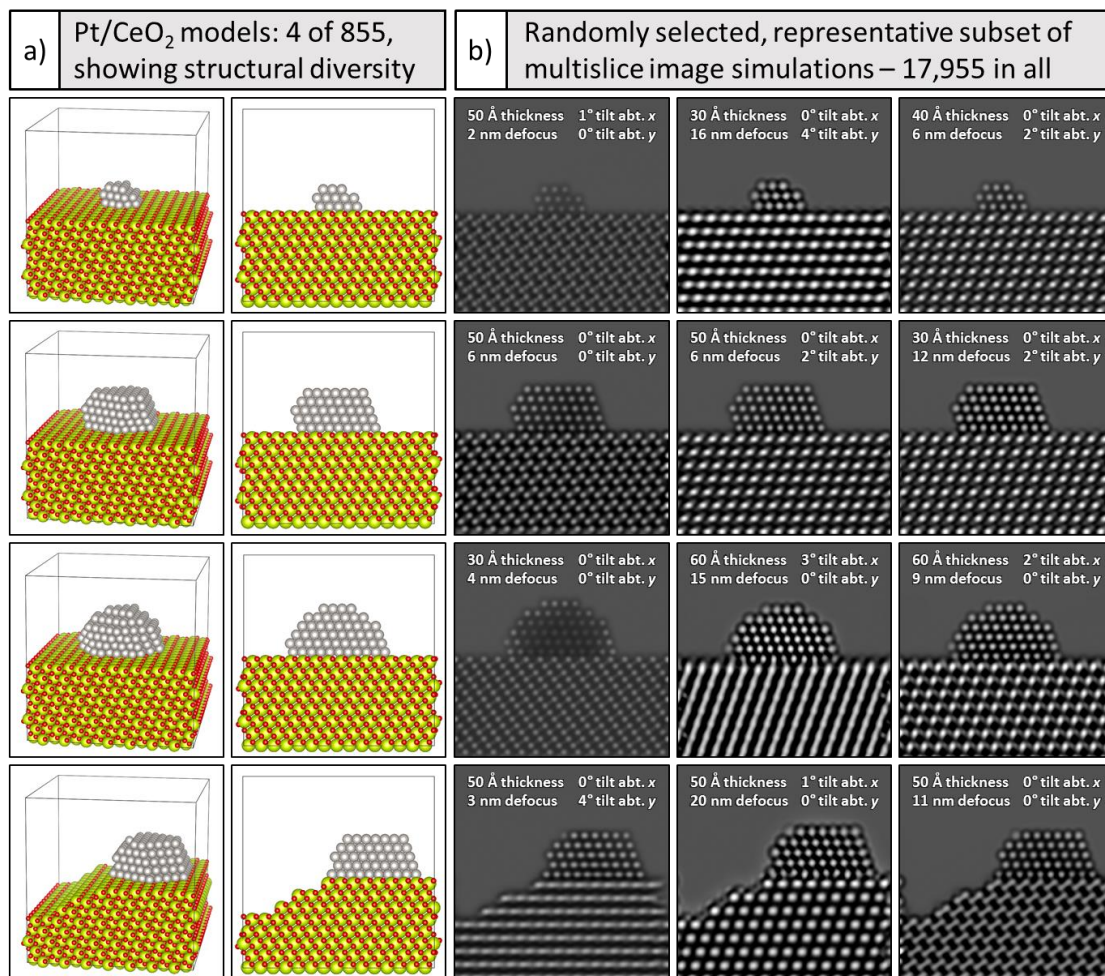 a)
Pt/CeO₂ models: 4 of 855,
showing structural diversity
b)
Randomly selected, representative subset of
multislice image simulations – 17,955 in all
50 Å thickness 1° tilt abt. x
2 nm defocus 0° tilt abt. y
30 Å thickness 0° tilt abt. x
16 nm defocus 4° tilt abt. y
40 Å thickness 0° tilt abt. x
6 nm defocus 2° tilt abt. y
50 Å thickness 0° tilt abt. x
6 nm defocus 0° tilt abt. y
50 Å thickness 0° tilt abt. x
6 nm defocus 2° tilt abt. y
30 Å thickness 0° tilt abt. x
12 nm defocus 2° tilt abt. y
30 Å thickness 0° tilt abt. x
4 nm defocus 0° tilt abt. y
60 Å thickness 3° tilt abt. x
15 nm defocus 0° tilt abt. y
60 Å thickness 2° tilt abt. x
9 nm defocus 0° tilt abt. y
50 Å thickness 0° tilt abt. x
3 nm defocus 4° tilt abt. y
50 Å thickness 1° tilt abt. x
20 nm defocus 0° tilt abt. y
50 Å thickness 0° tilt abt. x
11 nm defocus 0° tilt abt. y